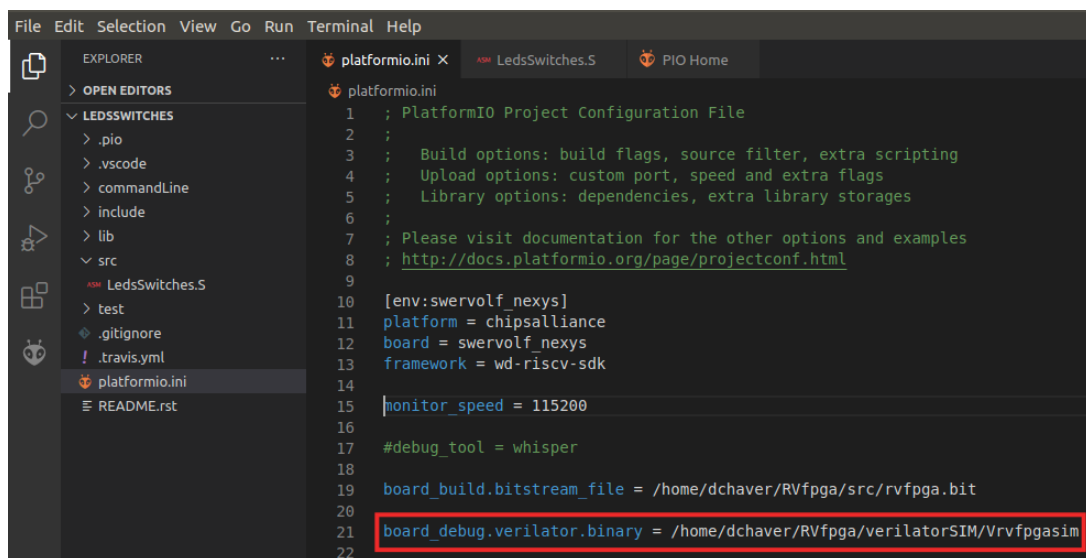 File Edit Selection View Go Run Terminal Help
EXPLORER ...
> OPEN EDITORS
LEDSSWITCHES
> .pio
> .vscode
> commandLine
> include
> lib
src
ASM LedsSwitches.S
> test
.gitignore
! .travis.yml
platformio.ini
README.rst
platformio.ini × ASM LedsSwitches.S PIO Home
platformio.ini
1 ; PlatformIO Project Configuration File
2 ;
3 ;   Build options: build flags, source filter, extra scripting
4 ;   Upload options: custom port, speed and extra flags
5 ;   Library options: dependencies, extra library storages
6 ;
7 ; Please visit documentation for the other options and examples
8 ; http://docs.platformio.org/page/projectconf.html
9
10 [env:swervolf_nexys]
11 platform = chipsalliance
12 board = swervolf_nexys
13 framework = wd-riscv-sdk
14
15 monitor_speed = 115200
16
17 #debug_tool = whisper
18
19 board_build.bitstream_file = /home/dchaver/RVfpga/src/rvfpga.bit
20
21 board_debug.verilator.binary = /home/dchaver/RVfpga/verilatorSIM/Vrvfpgasim
22